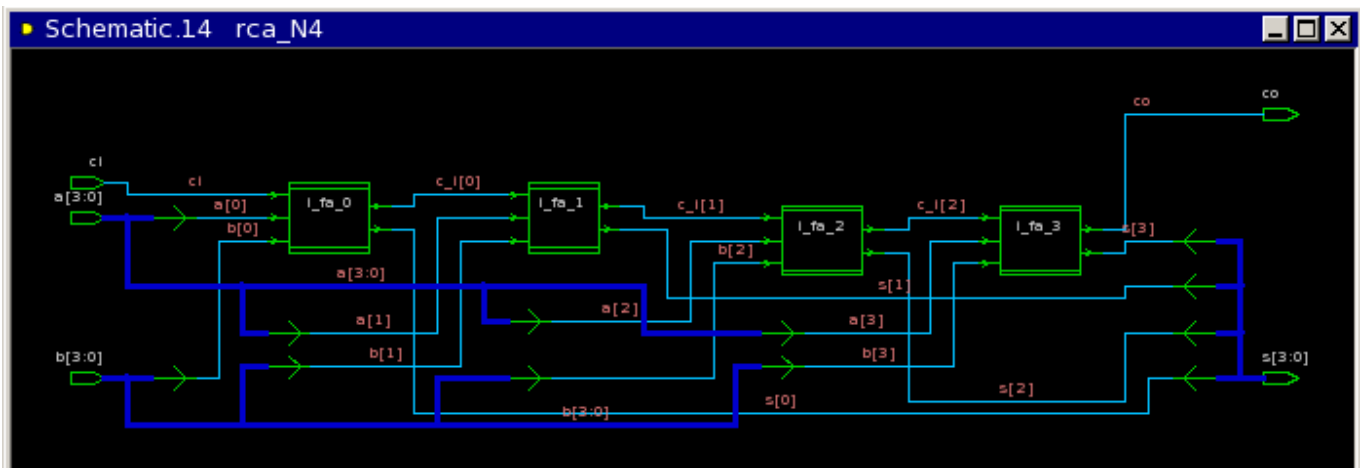 Schematic.14 rca_N4
co
co
ci
ci
a[3:0]
a[0]
b[0]
i_fa_0
c_i[0]
i_fa_1
c_i[1]
i_fa_2
c_i[2]
i_fa_3
s[3]
b[2]
a[3:0]
s[1]
a[2]
a[1]
a[3]
b[1]
b[3]
b[3:0]
s[3:0]
s[2]
s[0]
b[3:0]